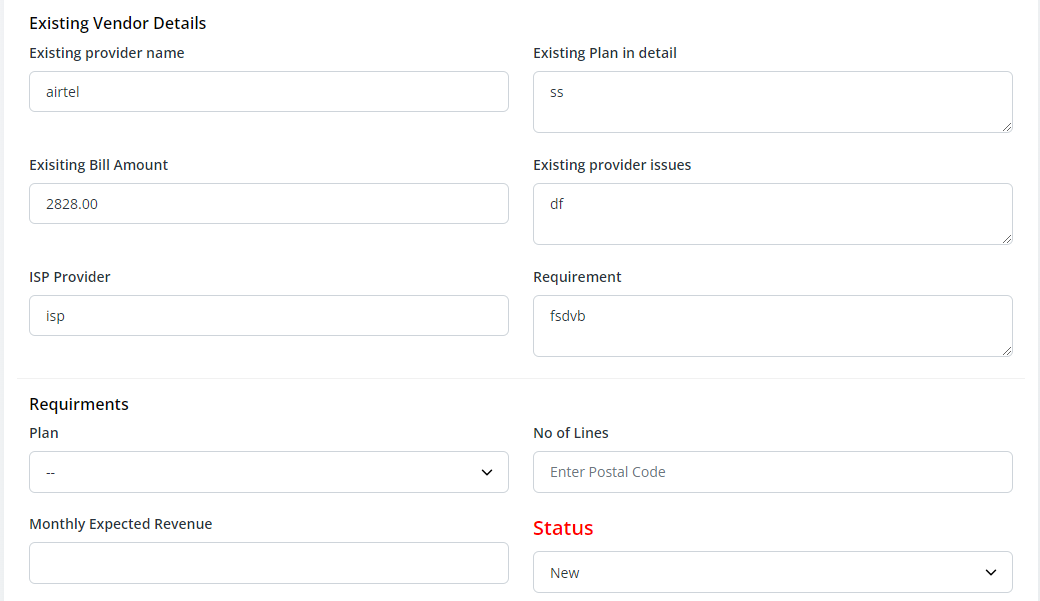 Existing Vendor Details
Existing provider name
Existing Plan in detail
airtel
ss
Exisiting Bill Amount
Existing provider issues
2828.00
df
ISP Provider
Requirement
isp
fsdvb
Requirments
Plan
No of Lines
--
Enter Postal Code
Monthly Expected Revenue
Status
New